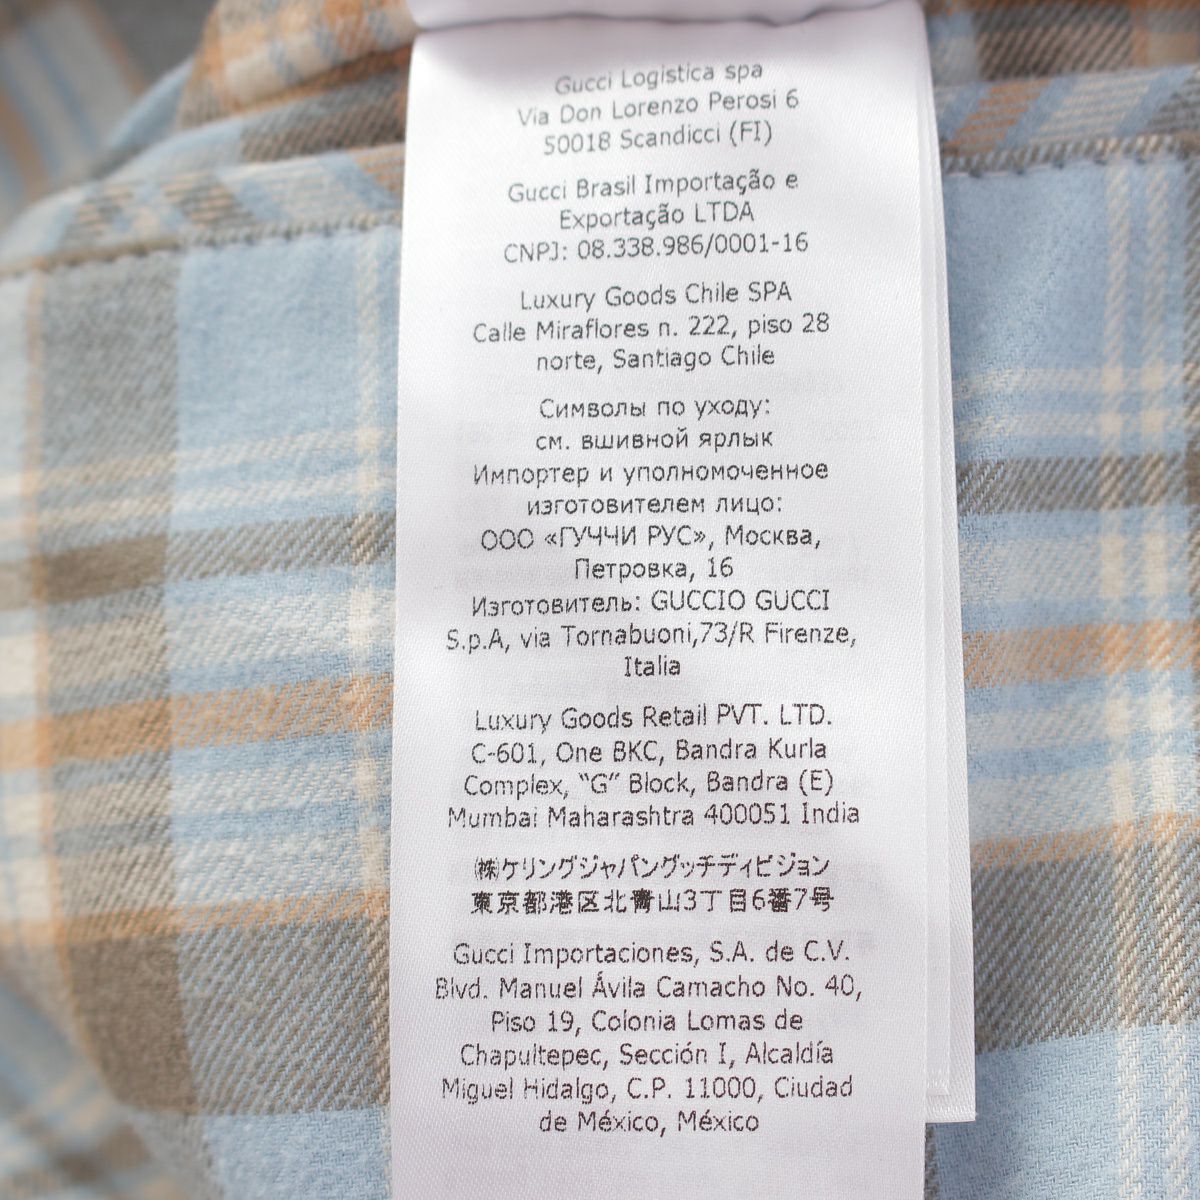 Gucci Logistica spa
Via Don Lorenzo Perosi 6
50018 Scandicci (FI)
Gucci Brasil Importação e
Exportação LTDA
CNPJ: 08.338.986/0001-16
Luxury Goods Chile SPA
Calle Miraflores n. 222, piso 28
norte, Santiago Chile
Символы по уходу:
см. вшивной ярлык
Импортер и уполномоченное
изготовителем лицо:
ООО «ГУЧЧИ РУС», Москва,
Петровка, 16
Изготовитель: GUCCIO GUCCI
S.p.A, via Tornabuoni,73/R Firenze,
Italia
Luxury Goods Retail PVT. LTD.
C-601, One BKC, Bandra Kurla
Complex, “G” Block, Bandra (E)
Mumbai Maharashtra 400051 India
㈱ケリングジャパングッチディビジョン
東京都港区北青山3丁目6番7号
Gucci Importaciones, S.A. de C.V.
Blvd. Manuel Ávila Camacho No. 40,
Piso 19, Colonia Lomas de
Chapultepec, Sección I, Alcaldía
Miguel Hidalgo, C.P. 11000, Ciudad
de México, México